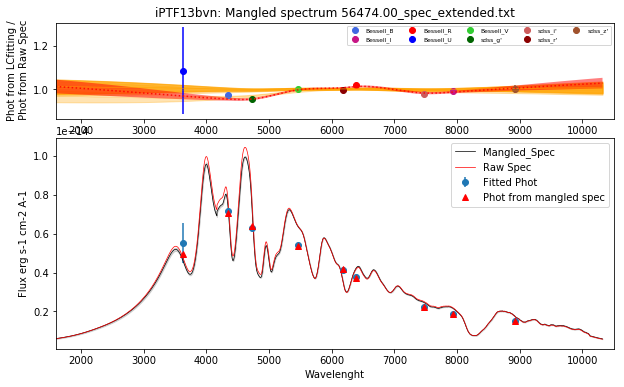 iPTF13bvn: Mangled spectrum 56474.00_spec_extended.txt
Phot from LCfitting /
Phot from Raw Spec
1.2
1.0
Bessell_B
Bessell_I
Bessell_R
Bessell_U
Bessell_V
sdss_g'
sdss_i'
sdss_r'
sdss_z'
2000 3000 4000 5000 6000 7000 8000 9000 10000
1e−14
Flux erg s-1 cm-2 A-1
1.0
0.8
0.6
0.4
0.2
Mangled_Spec
Raw Spec
Fitted Phot
Phot from mangled spec
2000 3000 4000 5000 6000 7000 8000 9000 10000
Wavelenght